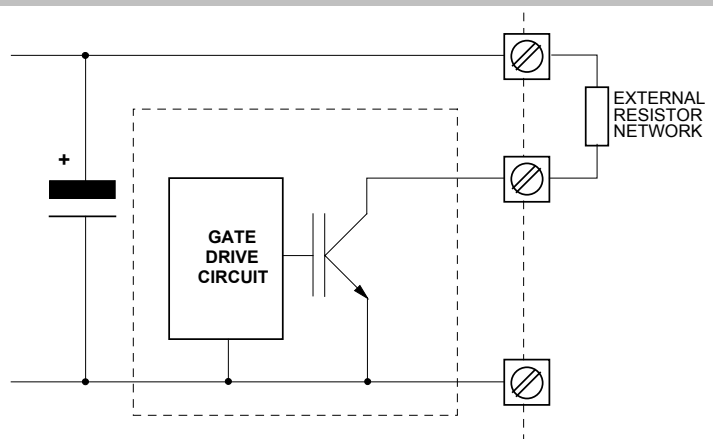 EXTERNAL
RESISTOR
NETWORK
+
GATE
DRIVE
CIRCUIT